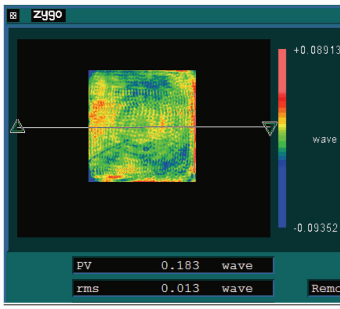 zygo
+0.08913
wave
-0.09352
PV 0.183 wave
rms 0.013 wave
Remo